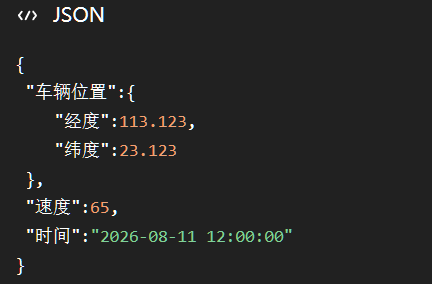 </> JSON
{
"车辆位置":{
"经度":113.123,
"纬度":23.123
},
"速度":65,
"时间":"2026-08-11 12:00:00"
}